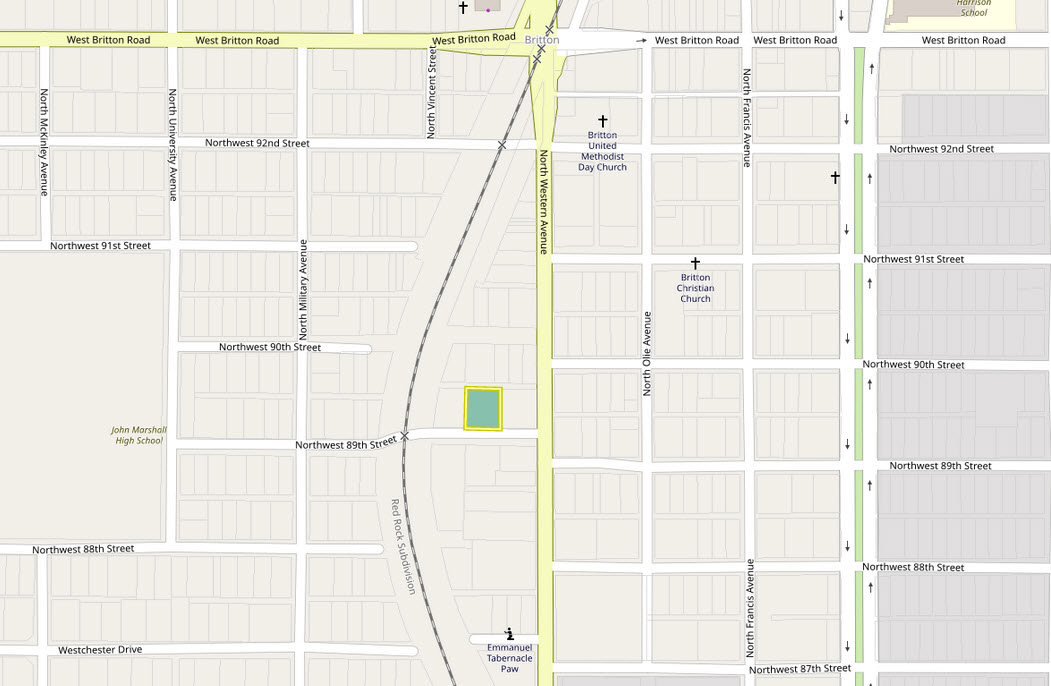 Harrison
School
West Britton Road
West Britton Road
West Britton Road
Britton
West Britton Road
West Britton Road
West Britton Road
North McKinley Avenue
North University Avenue
North Vincent Street
North Francis Avenue
Northwest 92nd Street
Britton
United
Methodist
Day Church
Northwest 92nd Street
North Western Avenue
Northwest 91st Street
North Military Avenue
Britton
Christian
Church
Northwest 91st Street
Northwest 90th Street
North Olie Avenue
Northwest 90th Street
John Marshall
High School
Northwest 89th Street
Northwest 89th Street
Red Rock Subdivision
Northwest 88th Street
Northwest 88th Street
North Francis Avenue
Westchester Drive
Emmanuel
Tabernacle
Paw
Northwest 87th Street